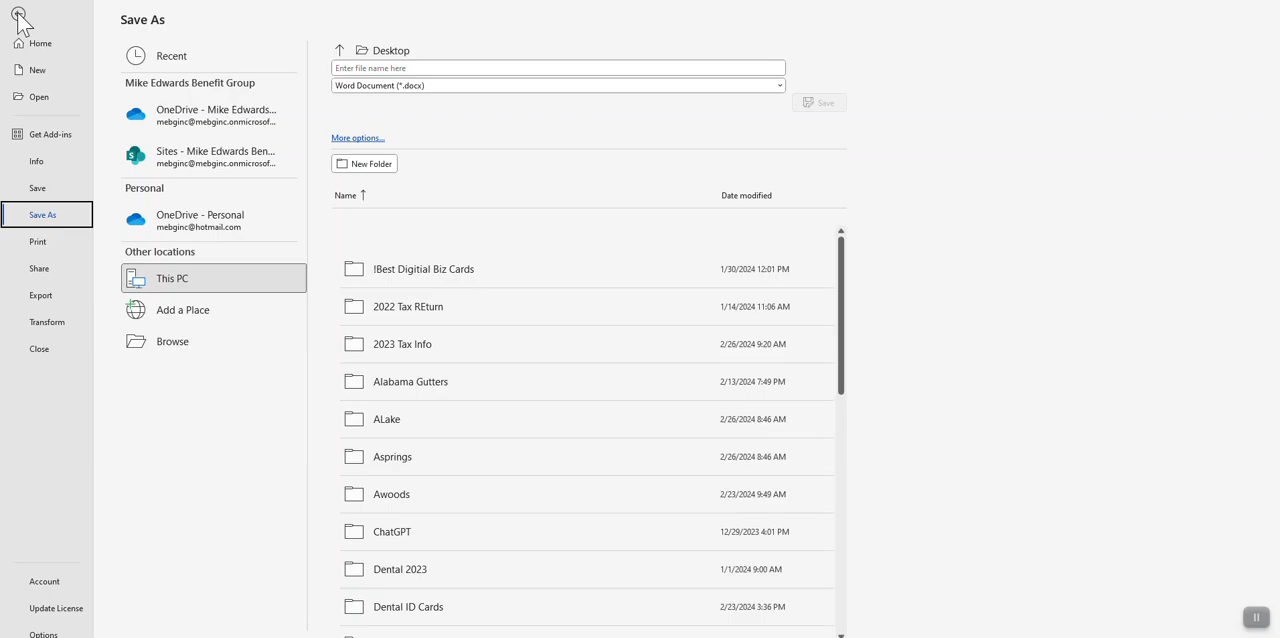 Save As
Home
New
Open
Get Add-ins
Info
Save
Save As
Print
Share
Export
Transform
Close
Account
Update License
Options
Recent
Mike Edwards Benefit Group
OneDrive - Mike Edwards...
mebginc@mebginc.onmicrosof...
Sites - Mike Edwards Ben...
mebginc@mebginc.onmicrosof...
Personal
OneDrive - Personal
mebginc@hotmail.com
Other locations
This PC
Add a Place
Browse
Desktop
Enter file name here
Word Document (*.docx)
Save
More options...
New Folder
Name Date modified
!Best Digitial Biz Cards 1/30/2024 12:01 PM
2022 Tax REturn 1/14/2024 11:06 AM
2023 Tax Info 2/26/2024 9:20 AM
Alabama Gutters 2/13/2024 7:49 PM
ALake 2/26/2024 8:46 AM
Asprings 2/26/2024 8:46 AM
Awoods 2/23/2024 9:49 AM
ChatGPT 12/29/2023 4:01 PM
Dental 2023 1/1/2024 9:00 AM
Dental ID Cards 2/23/2024 3:36 PM